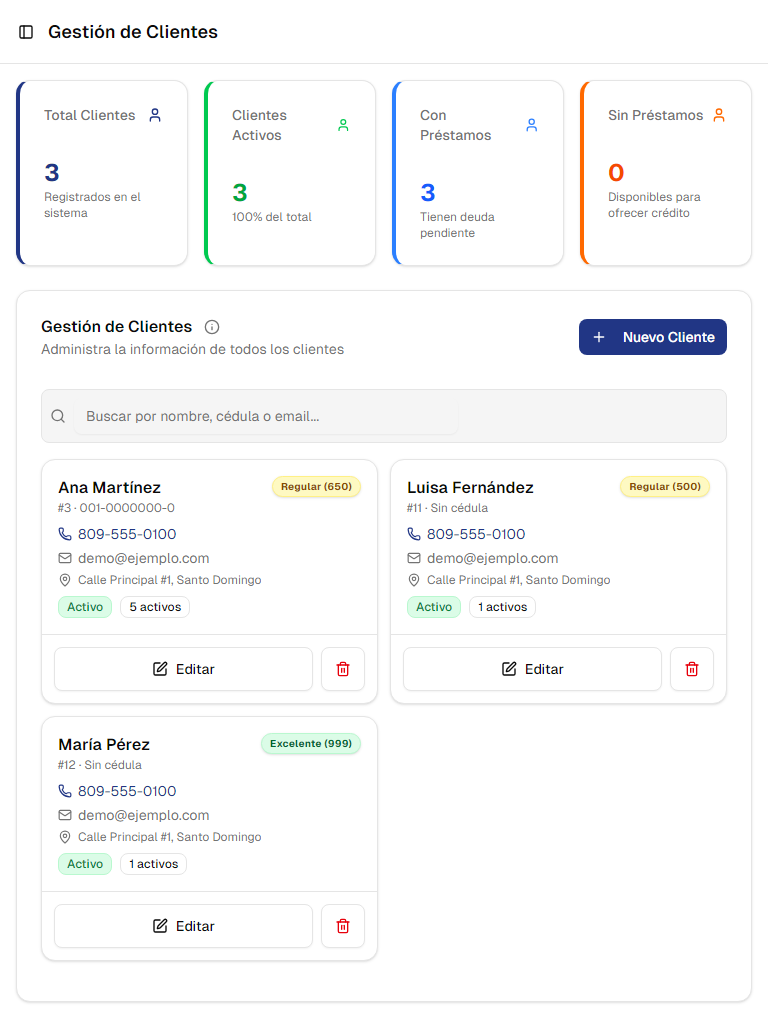 Gestión de Clientes
Total Clientes
3
Registrados en el
sistema
Clientes
Activos
3
100% del total
Con
Préstamos
3
Tienen deuda
pendiente
Sin Préstamos
0
Disponibles para
ofrecer crédito
Gestión de Clientes
Administra la información de todos los clientes
Nuevo Cliente
Buscar por nombre, cédula o email...
Ana Martínez
Regular (650)
#3 · 001-0000000-0
809-555-0100
demo@ejemplo.com
Calle Principal #1, Santo Domingo
Activo
5 activos
Editar
Luisa Fernández
Regular (500)
#11 · Sin cédula
809-555-0100
demo@ejemplo.com
Calle Principal #1, Santo Domingo
Activo
1 activos
Editar
María Pérez
Excelente (999)
#12 · Sin cédula
809-555-0100
demo@ejemplo.com
Calle Principal #1, Santo Domingo
Activo
1 activos
Editar